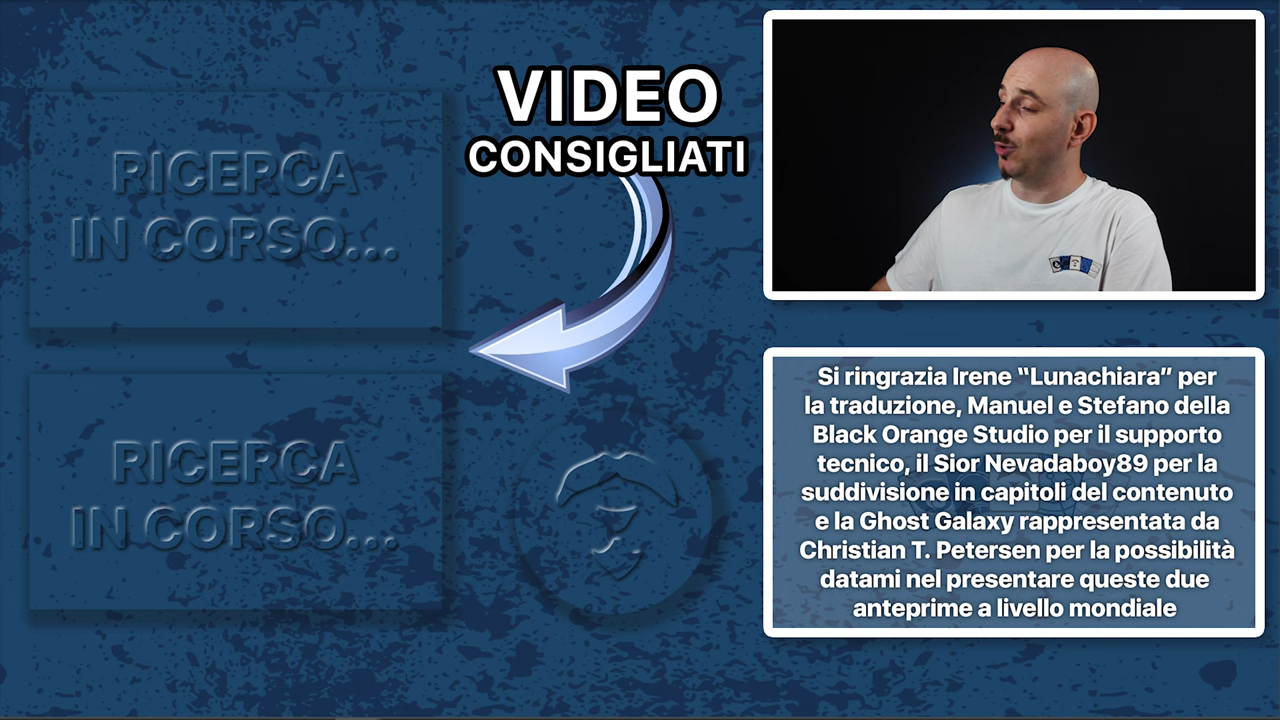 VIDEO
CONSIGLIATI
RICERCA
IN CORSO...
RICERCA
IN CORSO...
Si ringrazia Irene “Lunachiara” per
la traduzione, Manuel e Stefano della
Black Orange Studio per il supporto
tecnico, il Sior Nevadaboy89 per la
suddivisione in capitoli del contenuto
e la Ghost Galaxy rappresentata da
Christian T. Petersen per la possibilità
datami nel presentare queste due
anteprime a livello mondiale